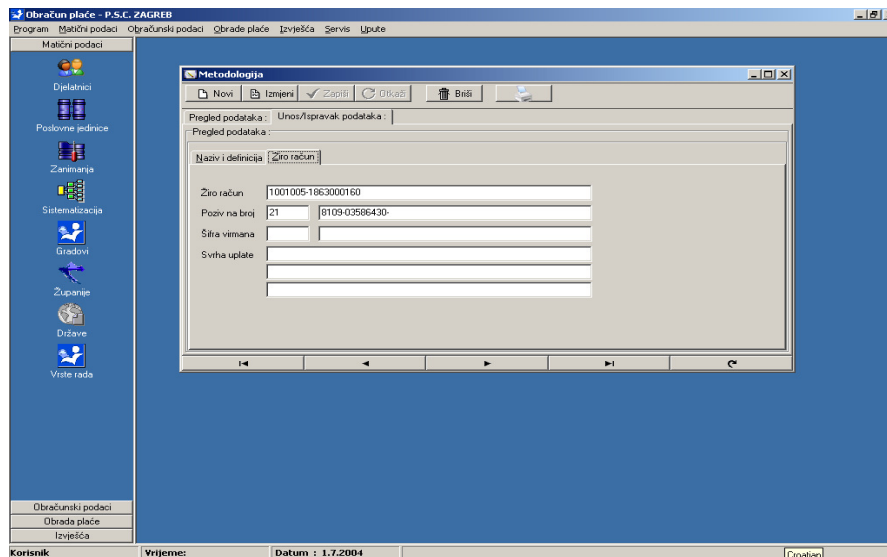 Obračun plaće - P.S.C. ZAGREB
Program Matični podaci Obračunski podaci Obrade plaće Izvješća Servis Upute
Matični podaci
Djelatnici
Poslovne jedinice
Zanimanja
Sistematizacija
Gradovi
Županije
Države
Vrste rada
Obračunski podaci
Obrada plaće
Izvješća
Metodologija
Novi Izmjeni Zapiši Otkaži Briši
Pregled podataka : Unos/Ispravak podataka :
Pregled podataka :
Naziv i definicija Žiro račun
Žiro račun 1001005-1863000160
Poziv na broj 21 8109-03586430-
Šifra virmana
Svrha uplate
Korisnik Vrijeme: Datum : 1.7.2004
Croatian